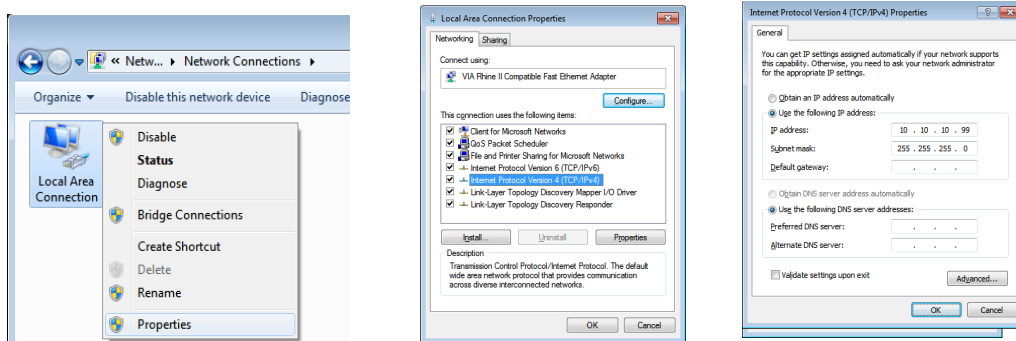 « Netw... ▸ Network Connections ▸
Organize ▾ Disable this network device Diagnose
Local Area
Connection
Disable
Status
Diagnose
Bridge Connections
Create Shortcut
Delete
Rename
Properties
Local Area Connection Properties
Networking Sharing
Connect using:
VIA Rhine II Compatible Fast Ethernet Adapter
Configure...
This connection uses the following items:
Client for Microsoft Networks
QoS Packet Scheduler
File and Printer Sharing for Microsoft Networks
Internet Protocol Version 6 (TCP/IPv6)
Internet Protocol Version 4 (TCP/IPv4)
Link-Layer Topology Discovery Mapper I/O Driver
Link-Layer Topology Discovery Responder
Install... Uninstall Properties
Description
Transmission Control Protocol/Internet Protocol. The default
wide area network protocol that provides communication
across diverse interconnected networks.
OK Cancel
Internet Protocol Version 4 (TCP/IPv4) Properties
General
You can get IP settings assigned automatically if your network supports
this capability. Otherwise, you need to ask your network administrator
for the appropriate IP settings.
Obtain an IP address automatically
Use the following IP address:
IP address: 10 . 10 . 10 . 99
Subnet mask: 255 . 255 . 255 . 0
Default gateway: . . .
Obtain DNS server address automatically
Use the following DNS server addresses:
Preferred DNS server: . . .
Alternate DNS server: . . .
Validate settings upon exit Advanced...
OK Cancel